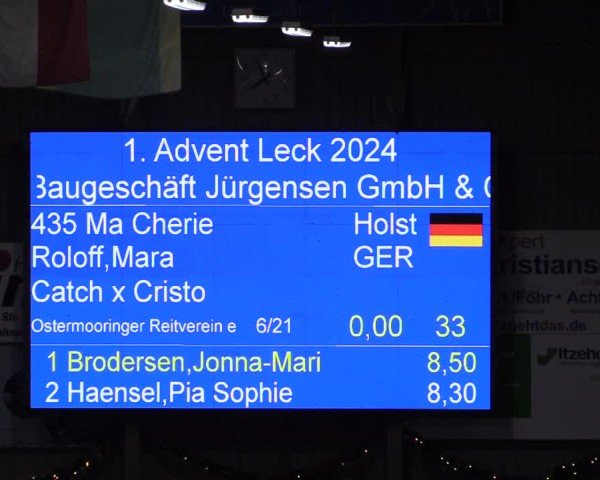 1. Advent Leck 2024
Baugeschäft Jürgensen GmbH & 
435 Ma Cherie Holst
Roloff,Mara GER
Catch x Cristo
Ostermooringer Reitverein e 6/21 0,00 33
1 Brodersen,Jonna-Mari 8,50
2 Haensel,Pia Sophie 8,30